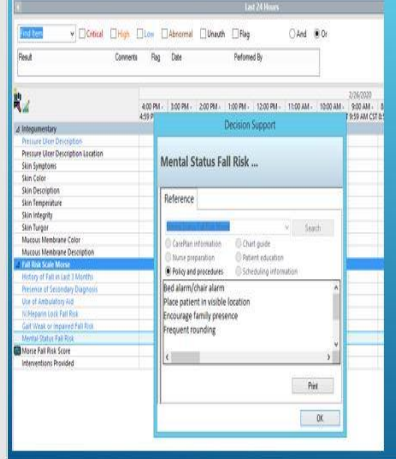 Last 24 Hours
Find Item Critical High Low Abnormal Unauth Flag And Or
Result Comments Flag Date Performed By
2/26/2020
4:00 PM - 3:00 PM - 2:00 PM - 1:00 PM - 12:00 PM - 11:00 AM - 10:00 AM - 9:00 AM -
4:59 P 9:59 AM CST
Integumentary
Pressure Ulcer Description
Pressure Ulcer Description Location
Skin Symptoms
Skin Color
Skin Description
Skin Temperature
Skin Integrity
Skin Turgor
Mucous Membrane Color
Mucous Membrane Description
Fall Risk Scale Morse
History of Fall in Last 3 Months
Presence of Secondary Diagnosis
Use of Ambulatory Aid
IV/Heparin Lock Fall Risk
Gait Weak or Impaired Fall Risk
Mental Status Fall Risk
Morse Fall Risk Score
Interventions Provided
Decision Support
Mental Status Fall Risk ...
Reference
Search
CarePlan information Chart guide
Nurse preparation Patient education
Policy and procedures Scheduling information
Bed alarm/chair alarm
Place patient in visible location
Encourage family presence
Frequent rounding
Print
OK